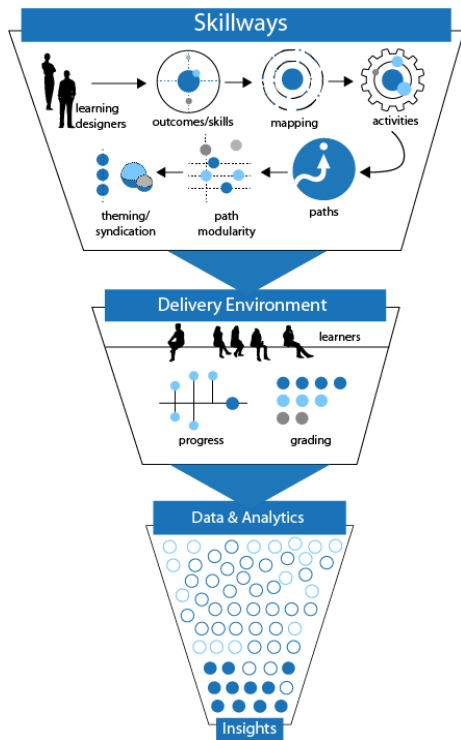 Skillways
learning
designers
outcomes/skills
mapping
activities
theming/
syndication
path
modularity
paths
Delivery Environment
learners
progress
grading
Data & Analytics
Insights